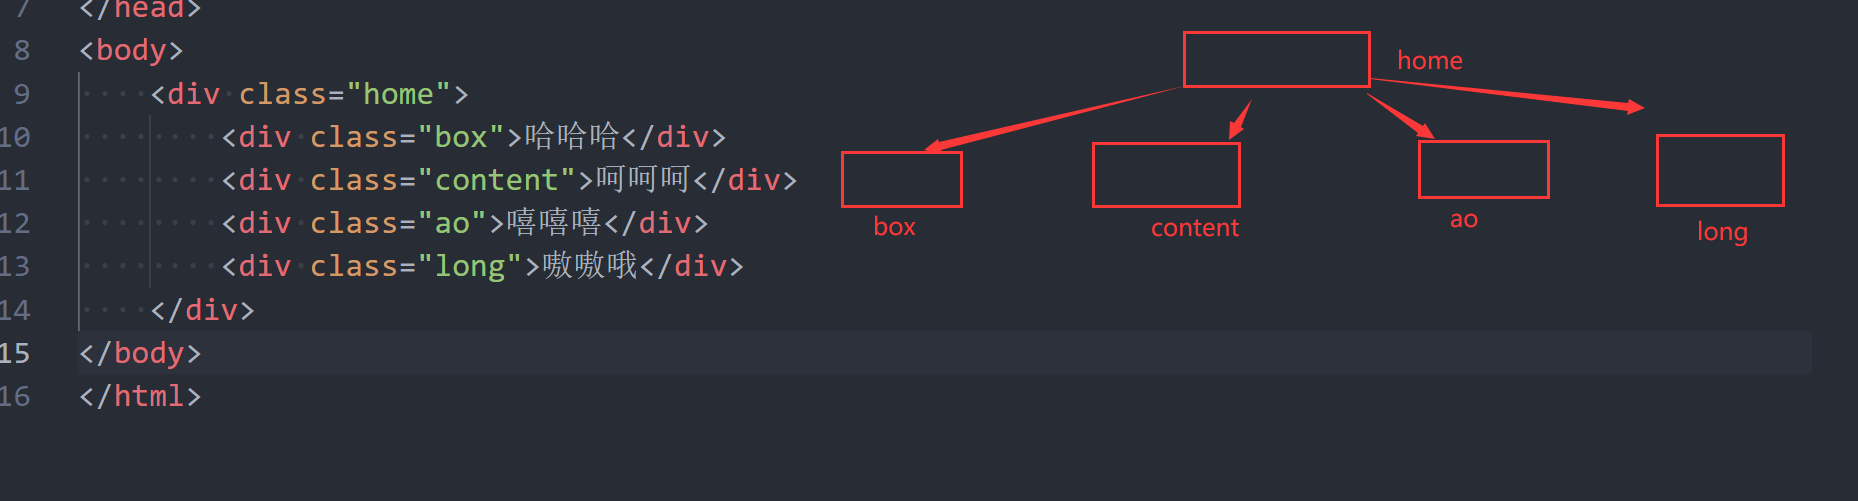 7 </head>
8 <body>
9 <div class="home">
10 <div class="box">哈哈哈</div>
11 <div class="content">呵呵呵</div>
12 <div class="ao">嘻嘻嘻</div>
13 <div class="long">嗷嗷哦</div>
14 </div>
15 </body>
16 </html>
home
box
content
ao
long